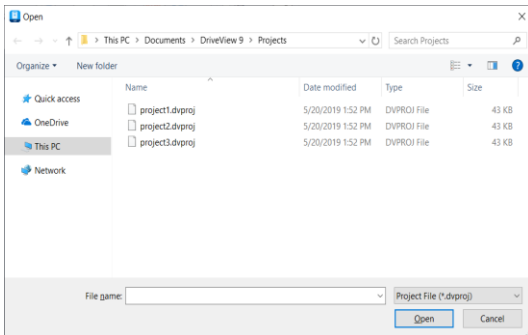 Open
This PC > Documents > DriveView 9 > Projects
Search Projects
Organize
New folder
Name Date modified Type Size
Quick access
OneDrive
This PC
Network
project1.dvproj 5/20/2019 1:52 PM DVPROJ File 43 KB
project2.dvproj 5/20/2019 1:52 PM DVPROJ File 43 KB
project3.dvproj 5/20/2019 1:52 PM DVPROJ File 43 KB
File name:
Project File (*.dvproj)
Open Cancel